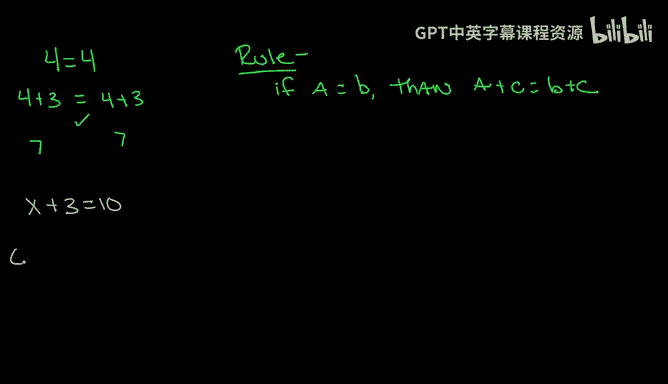 GPT中英字幕课程资源 bilibili
4=4
4+3 = 4+3
✓
7 7
Rule-
if A = b, than A+C = b+C
x+3=10
C